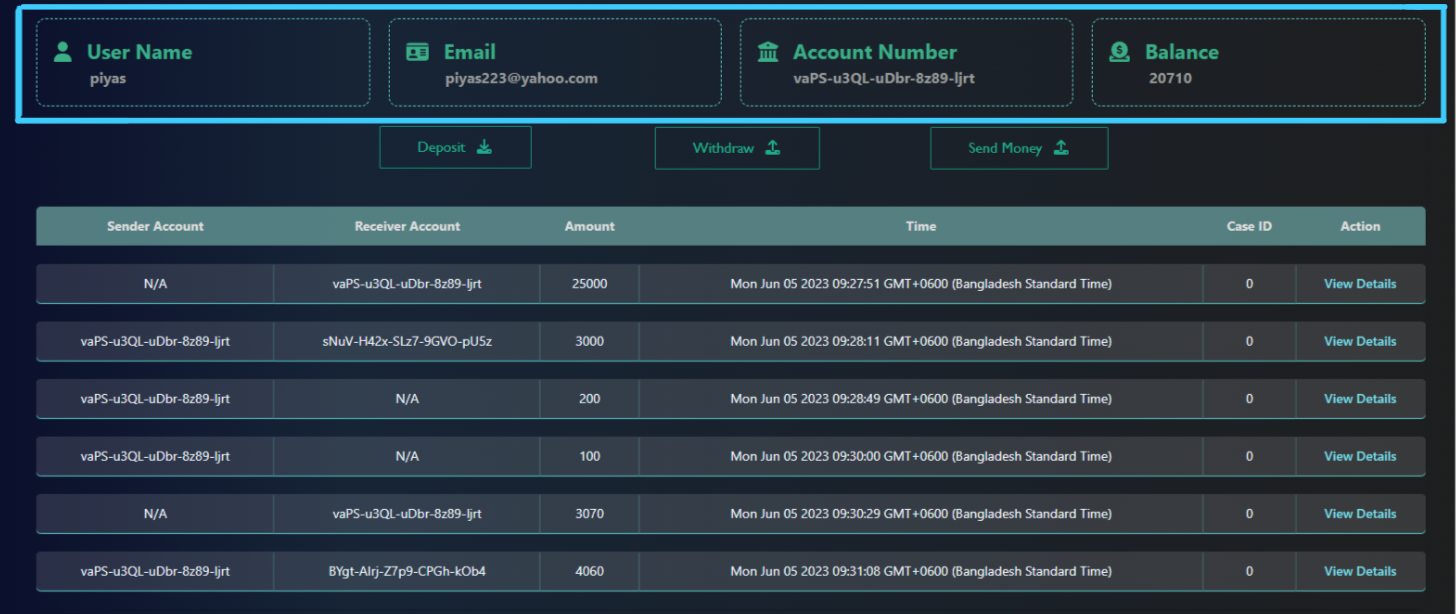 User Name Email Account Number Balance
piyas piyas223@yahoo.com vaPS-u3QL-uDbr-8z89-ljrt 20710
Deposit Withdraw Send Money
Sender Account Receiver Account Amount Time Case ID Action
N/A vaPS-u3QL-uDbr-8z89-ljrt 25000 Mon Jun 05 2023 09:27:51 GMT+0600 (Bangladesh Standard Time) 0 View Details
vaPS-u3QL-uDbr-8z89-ljrt sNuV-H42x-SLz7-9GVO-pU5z 3000 Mon Jun 05 2023 09:28:11 GMT+0600 (Bangladesh Standard Time) 0 View Details
vaPS-u3QL-uDbr-8z89-ljrt N/A 200 Mon Jun 05 2023 09:28:49 GMT+0600 (Bangladesh Standard Time) 0 View Details
vaPS-u3QL-uDbr-8z89-ljrt N/A 100 Mon Jun 05 2023 09:30:00 GMT+0600 (Bangladesh Standard Time) 0 View Details
N/A vaPS-u3QL-uDbr-8z89-ljrt 3070 Mon Jun 05 2023 09:30:29 GMT+0600 (Bangladesh Standard Time) 0 View Details
vaPS-u3QL-uDbr-8z89-ljrt BYgt-Alrj-Z7p9-CPGh-kOb4 4060 Mon Jun 05 2023 09:31:08 GMT+0600 (Bangladesh Standard Time) 0 View Details